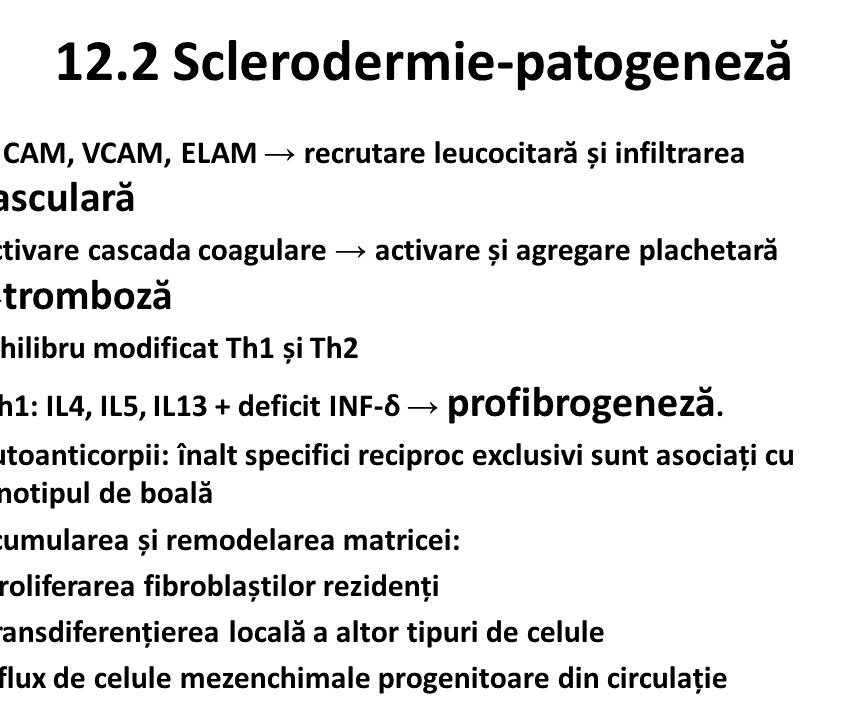 12.2 Sclerodermie-patogeneză
CAM, VCAM, ELAM → recrutare leucocitară și infiltrarea
asculară
ctivare cascada coagulare → activare și agregare plachetară
tromboză
hilibru modificat Th1 și Th2
h1: IL4, IL5, IL13 + deficit INF-δ → profibrogeneză.
utoanticorpii: înalt specifici reciproc exclusivi sunt asociați cu
notipul de boală
cumularea și remodelarea matricei:
roliferarea fibroblaștilor rezidenți
ransdiferențierea locală a altor tipuri de celule
flux de celule mezenchimale progenitoare din circulație